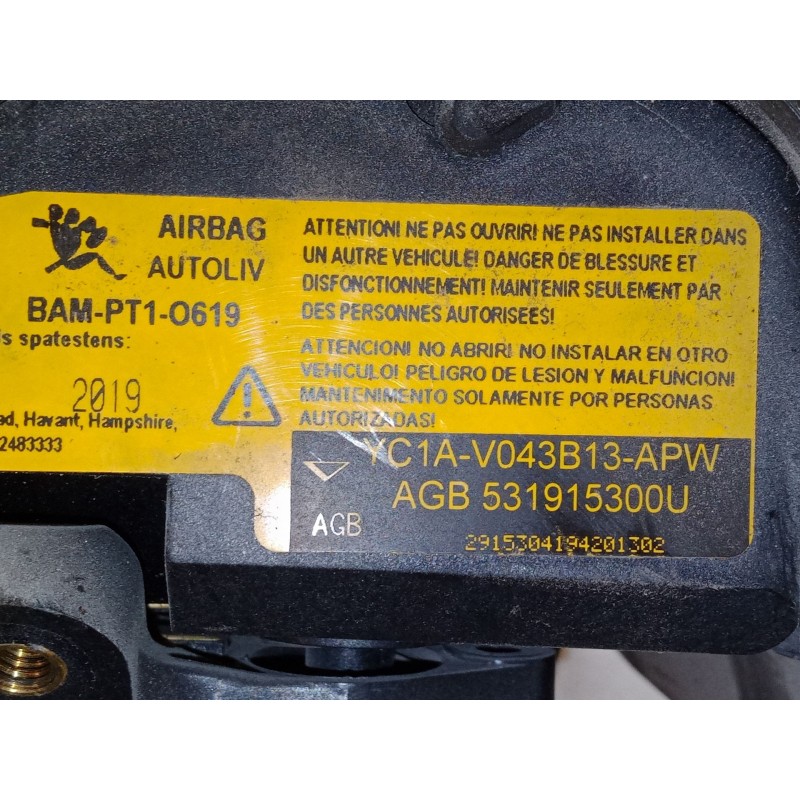 AIRBAG
AUTOLIV
BAM-PT1-O619
spatestens:
2019
Havant, Hampshire,
2483333
ATTENTION! NE PAS OUVRIR! NE PAS INSTALLER DANS
UN AUTRE VEHICULE! DANGER DE BLESSURE ET
DISFONCTIONNEMENT! MAINTENIR SEULEMENT PAR
DES PERSONNES AUTORISEES!
ATTENCION! NO ABRIR! NO INSTALAR EN OTRO
VEHICULO! PELIGRO DE LESION Y MALFUNCION!
MANTENIMENTO SOLAMENTE POR PERSONAS
AUTORIZADAS!
YC1A-V043B13-APW
AGB 531915300U
AGB
2915304194201302